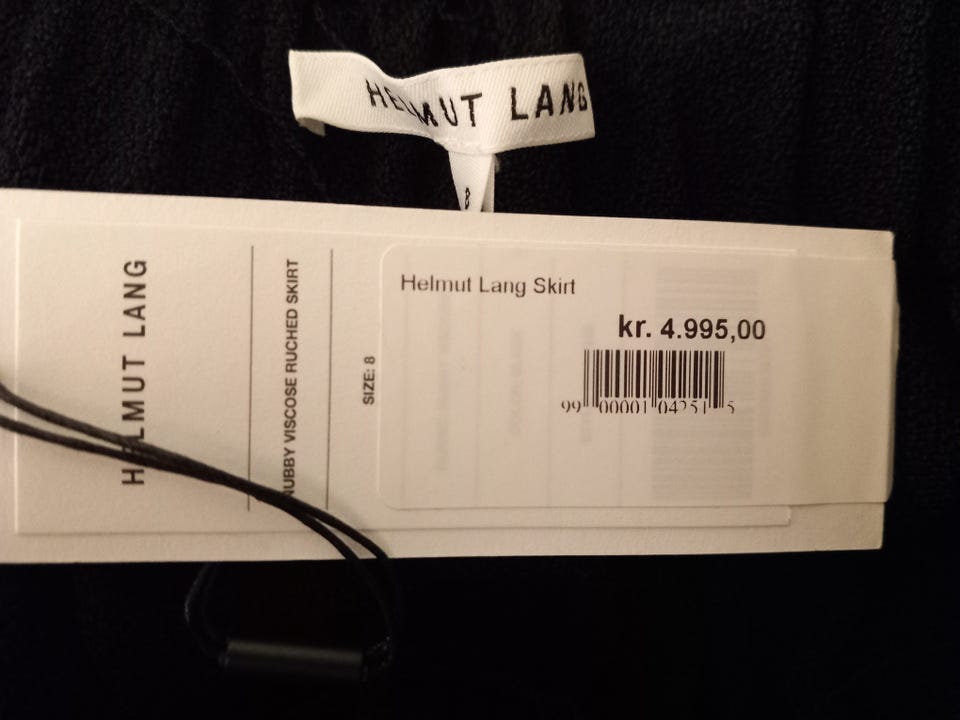 HELMUT LANG
8
HELMUT LANG
NUBBY VISCOSE RUCHED SKIRT
SIZE: 8
Helmut Lang Skirt
kr. 4.995,00
99 00001 04251 5